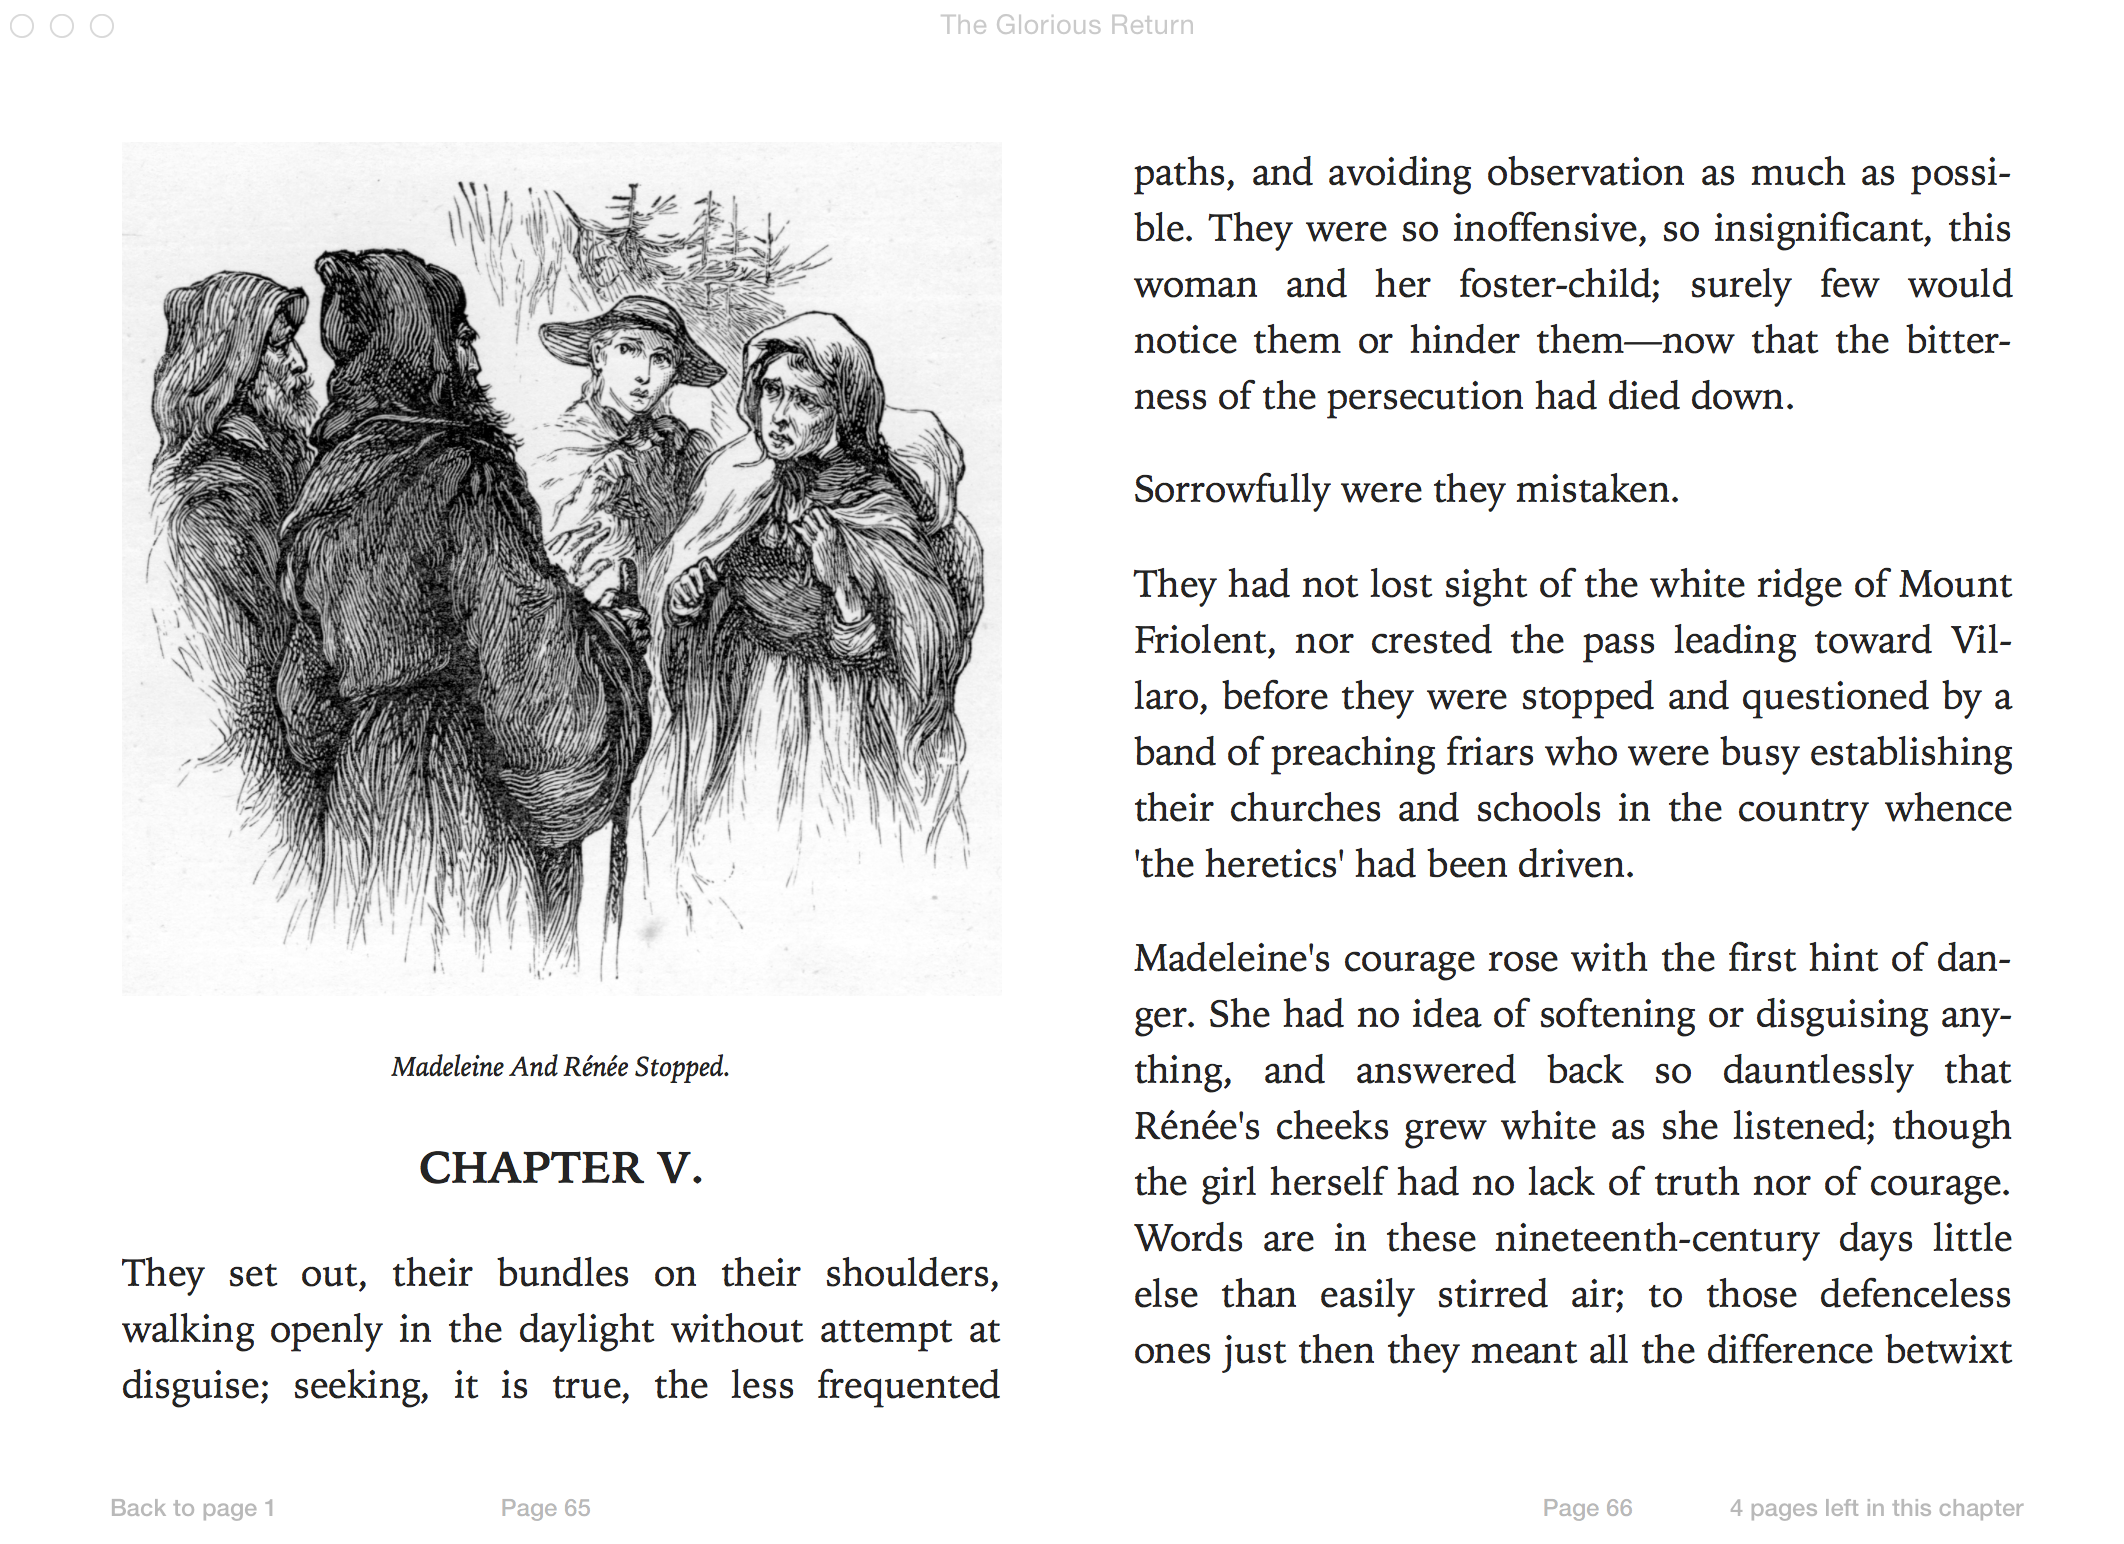 The Glorious Return
Madeleine And Rénée Stopped.
CHAPTER V.
They set out, their bundles on their shoulders,
walking openly in the daylight without attempt at
disguise; seeking, it is true, the less frequented
paths, and avoiding observation as much as possi-
ble. They were so inoffensive, so insignificant, this
woman and her foster-child; surely few would
notice them or hinder them—now that the bitter-
ness of the persecution had died down.
Sorrowfully were they mistaken.
They had not lost sight of the white ridge of Mount
Friolent, nor crested the pass leading toward Vil-
laro, before they were stopped and questioned by a
band of preaching friars who were busy establishing
their churches and schools in the country whence
'the heretics' had been driven.
Madeleine's courage rose with the first hint of dan-
ger. She had no idea of softening or disguising any-
thing, and answered back so dauntlessly that
Rénée's cheeks grew white as she listened; though
the girl herself had no lack of truth nor of courage.
Words are in these nineteenth-century days little
else than easily stirred air; to those defenceless
ones just then they meant all the difference betwixt
Back to page 1
Page 65
Page 66
4 pages left in this chapter